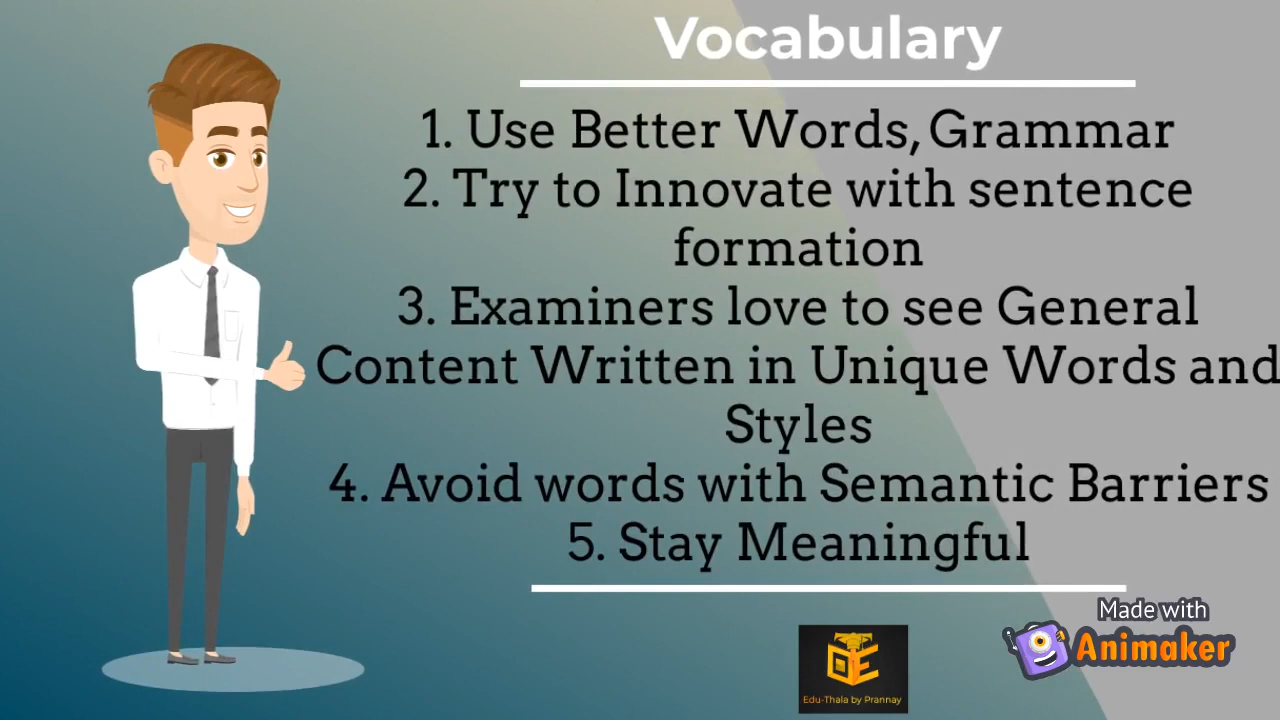 Vocabulary
1. Use Better Words, Grammar
2. Try to Innovate with sentence
formation
3. Examiners love to see General
Content Written in Unique Words and
Styles
4. Avoid words with Semantic Barriers
5. Stay Meaningful
Made with
Animaker
Edu-Thala by Prannay